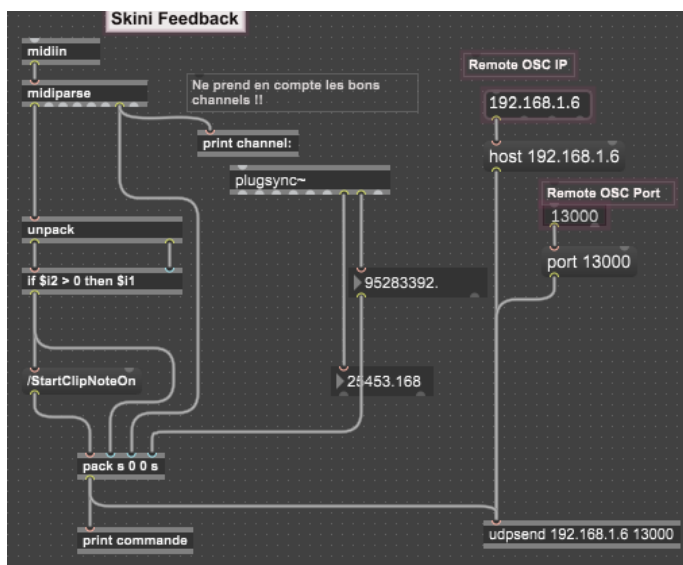 Skini Feedback
midiin
midiparse
Ne prend en compte les bons
channels !!
print channel:
plugsync~
unpack
if $i2 > 0 then $i1
95283392.
25453.168
/StartClipNoteOn
pack s 0 0 s
print commande
Remote OSC IP
192.168.1.6
host 192.168.1.6
Remote OSC Port
13000
port 13000
udpsend 192.168.1.6 13000